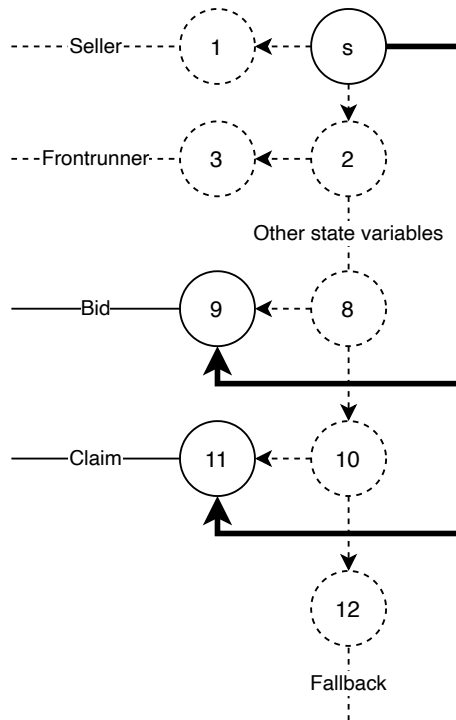 Seller 1 s
Frontrunner 3 2
Other state variables
Bid 9 8
Claim 11 10
12
Fallback